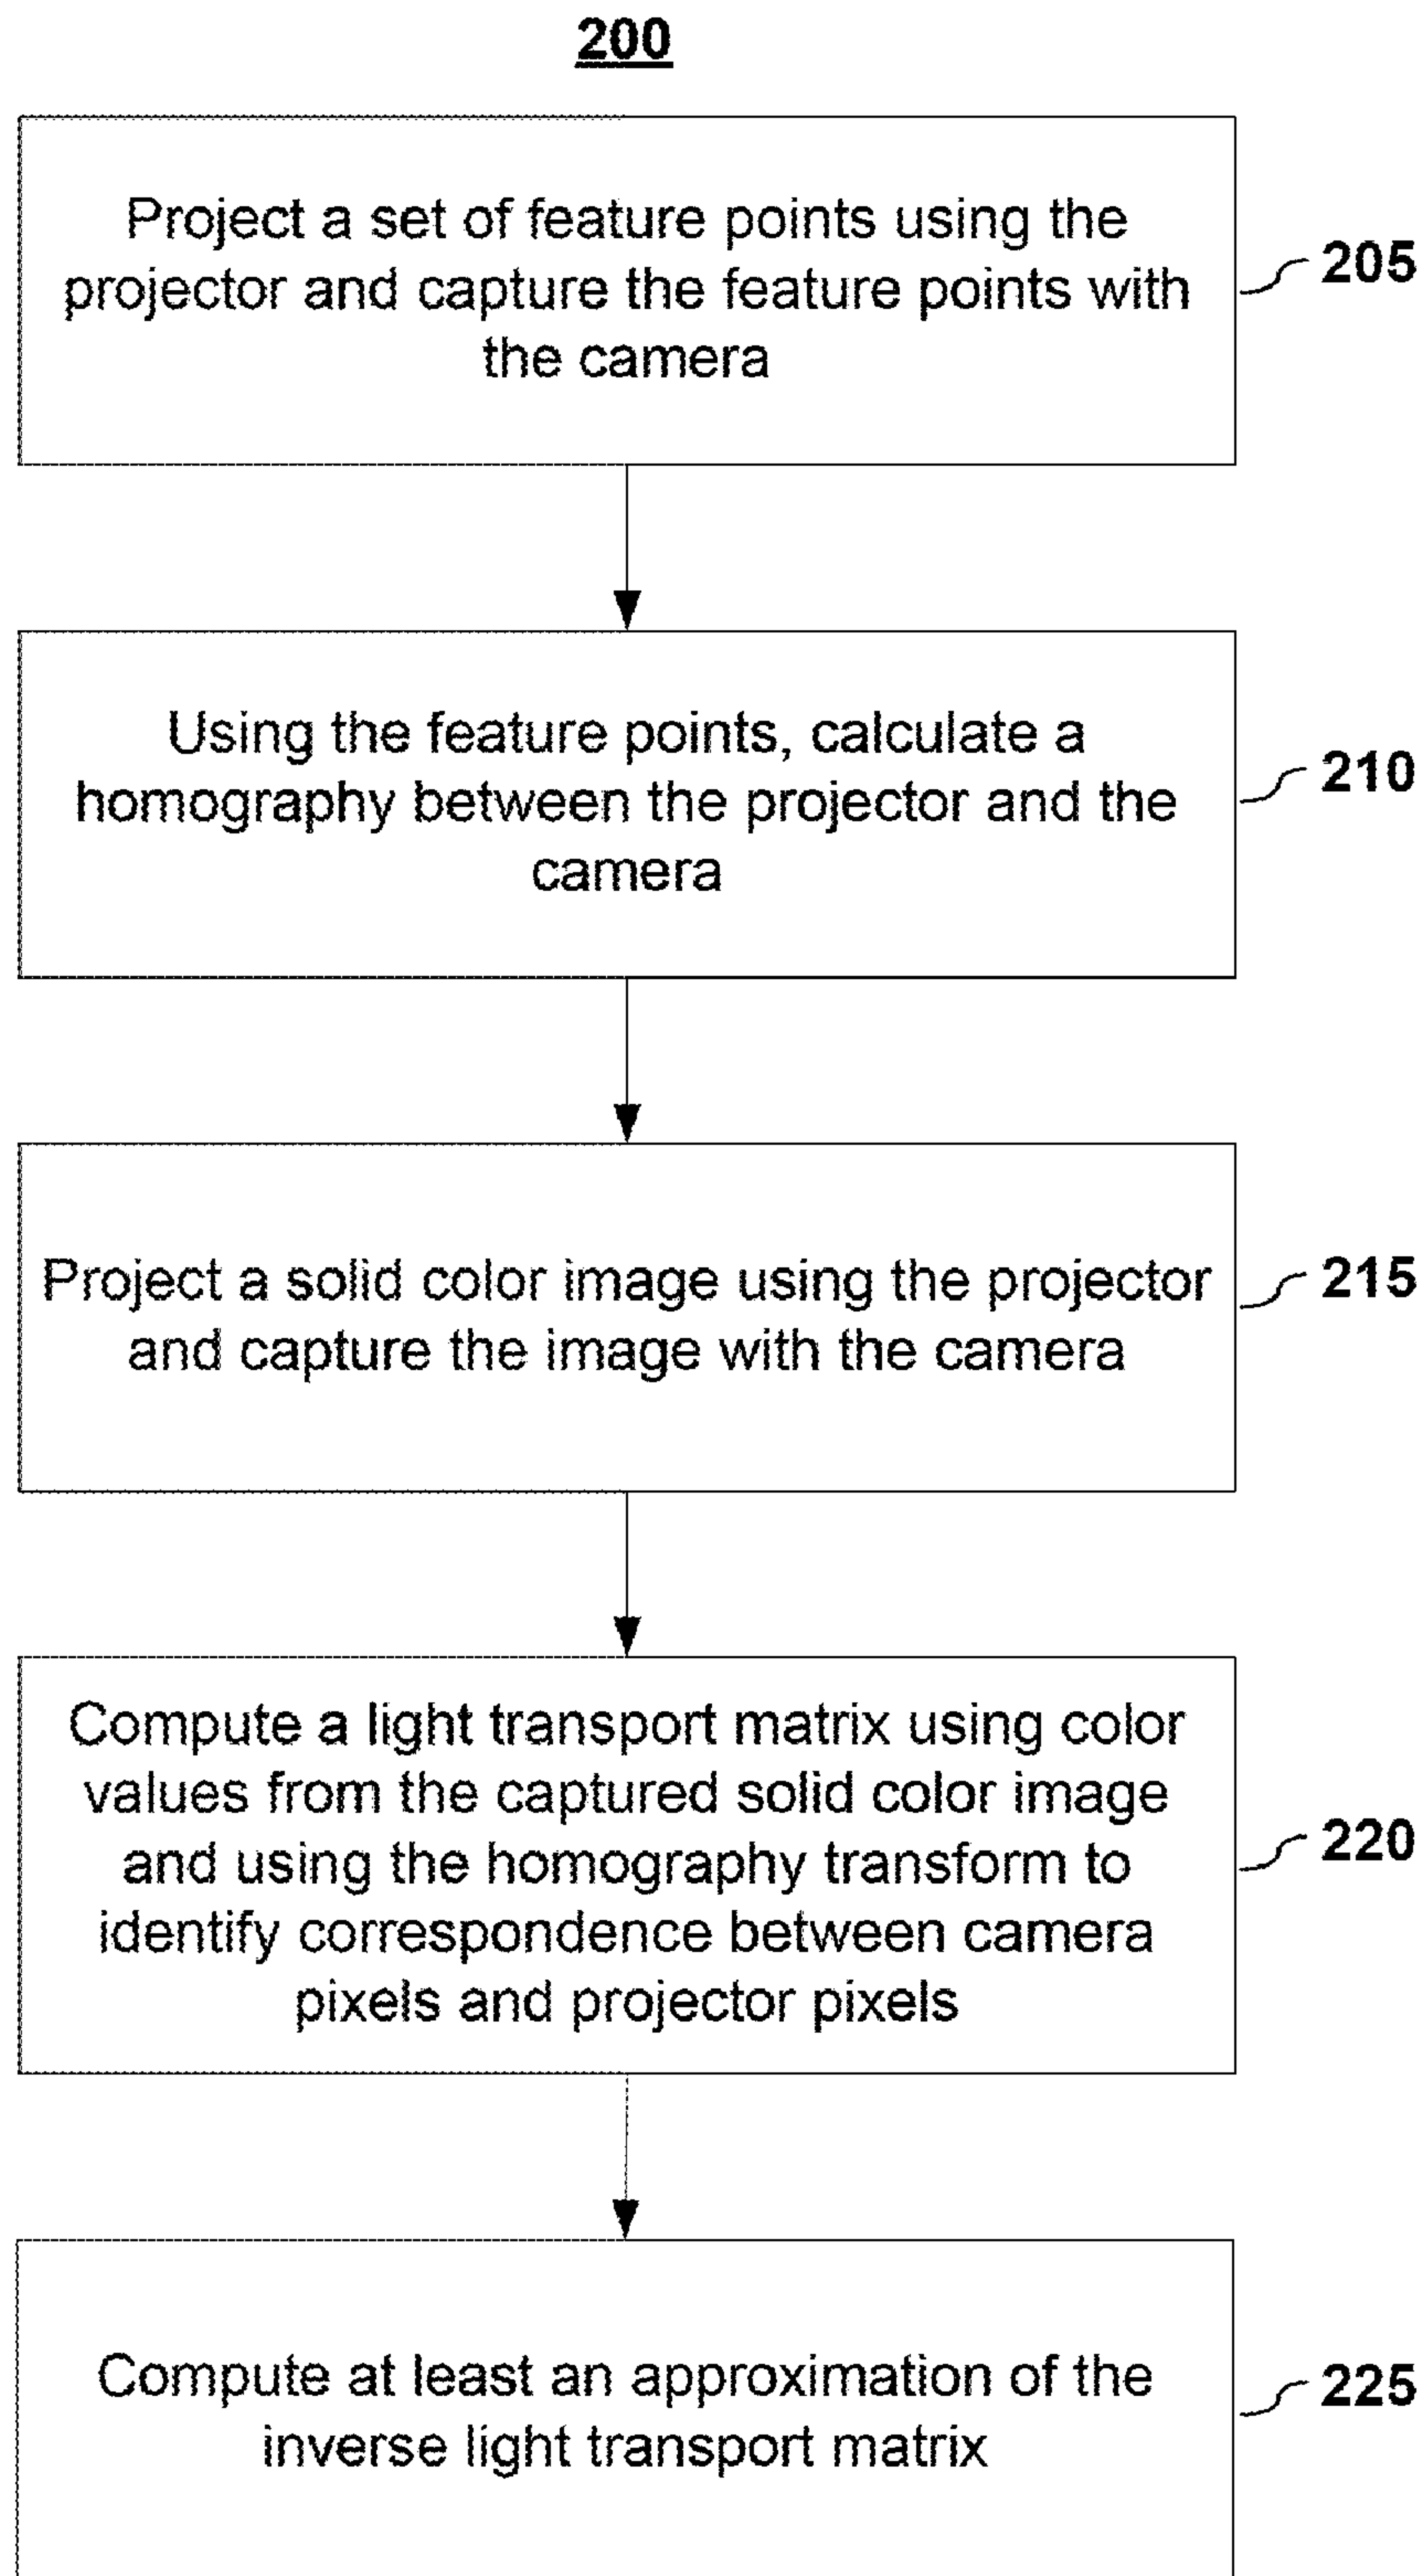 200
Project a set of feature points using the
projector and capture the feature points with
the camera
205
Using the feature points, calculate a
homography between the projector and the
camera
210
Project a solid color image using the projector
and capture the image with the camera
215
Compute a light transport matrix using color
values from the captured solid color image
and using the homography transform to
identify correspondence between camera
pixels and projector pixels
220
Compute at least an approximation of the
inverse light transport matrix
225